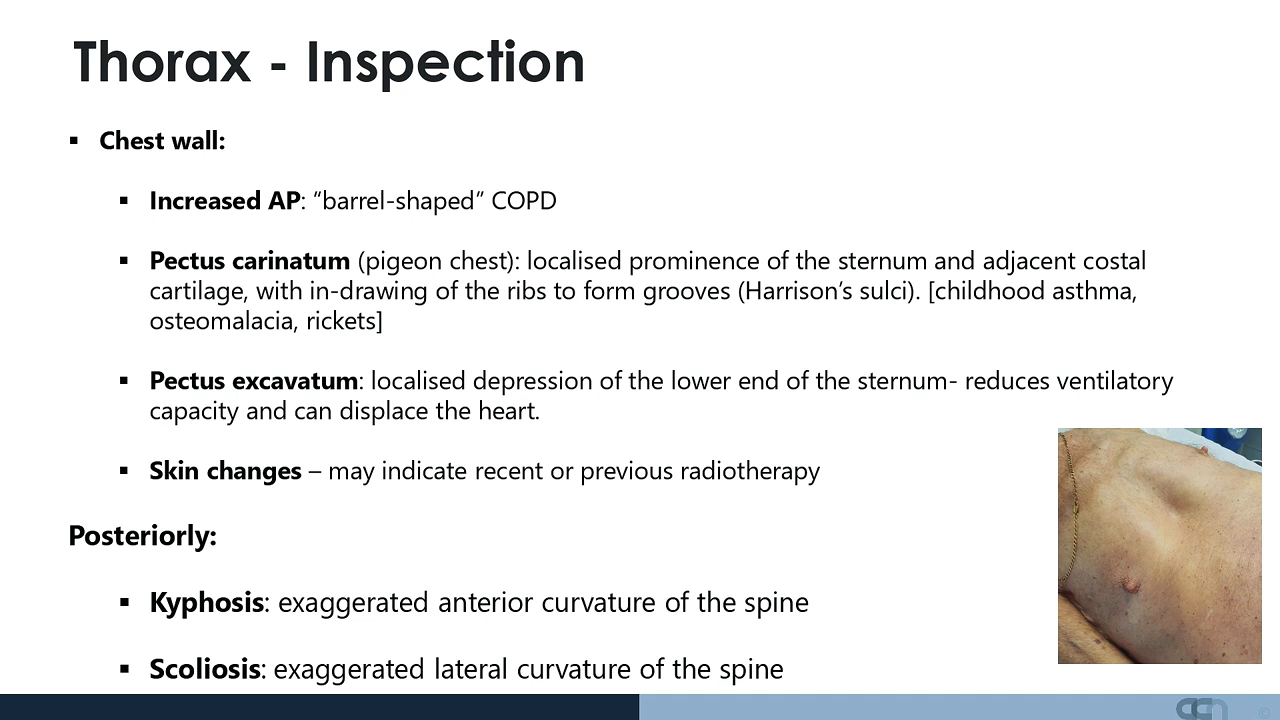 Thorax - Inspection
▪ Chest wall:
▪ Increased AP: “barrel-shaped” COPD
▪ Pectus carinatum (pigeon chest): localised prominence of the sternum and adjacent costal
cartilage, with in-drawing of the ribs to form grooves (Harrison’s sulci). [childhood asthma,
osteomalacia, rickets]
▪ Pectus excavatum: localised depression of the lower end of the sternum- reduces ventilatory
capacity and can displace the heart.
▪ Skin changes – may indicate recent or previous radiotherapy
Posteriorly:
▪ Kyphosis: exaggerated anterior curvature of the spine
▪ Scoliosis: exaggerated lateral curvature of the spine